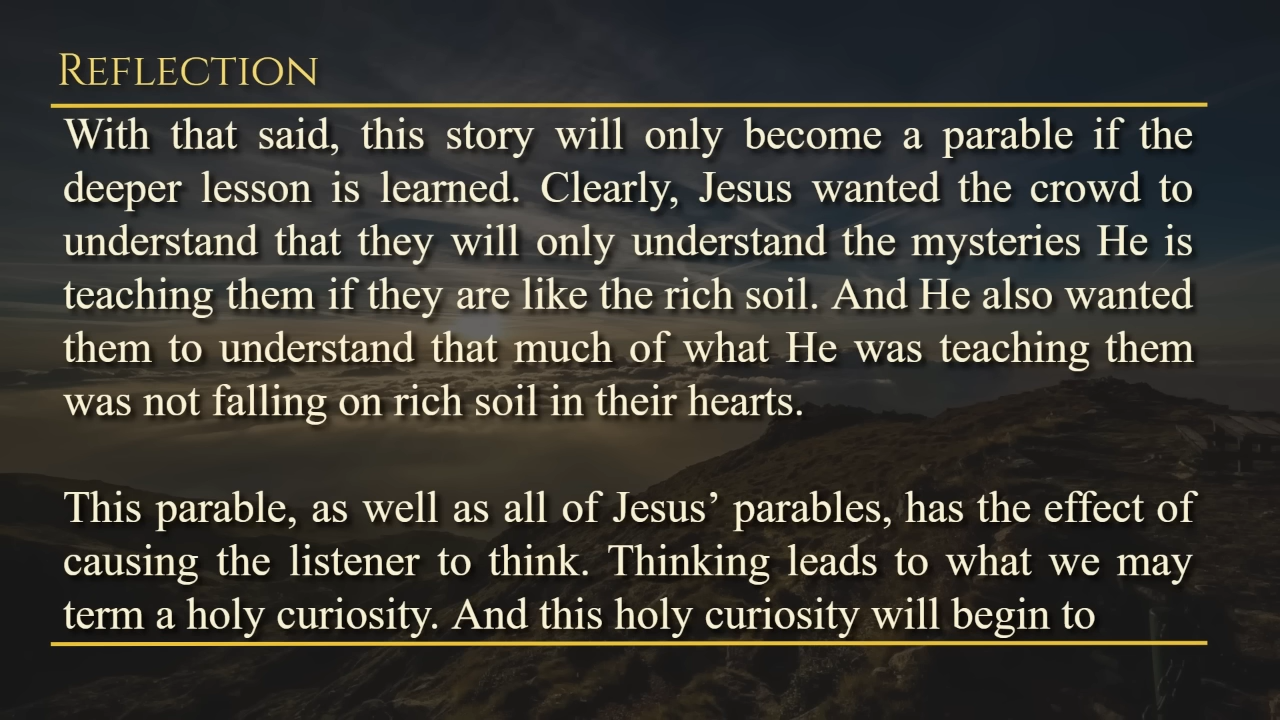 Reflection
With that said, this story will only become a parable if the
deeper lesson is learned. Clearly, Jesus wanted the crowd to
understand that they will only understand the mysteries He is
teaching them if they are like the rich soil. And He also wanted
them to understand that much of what He was teaching them
was not falling on rich soil in their hearts.
This parable, as well as all of Jesus’ parables, has the effect of
causing the listener to think. Thinking leads to what we may
term a holy curiosity. And this holy curiosity will begin to